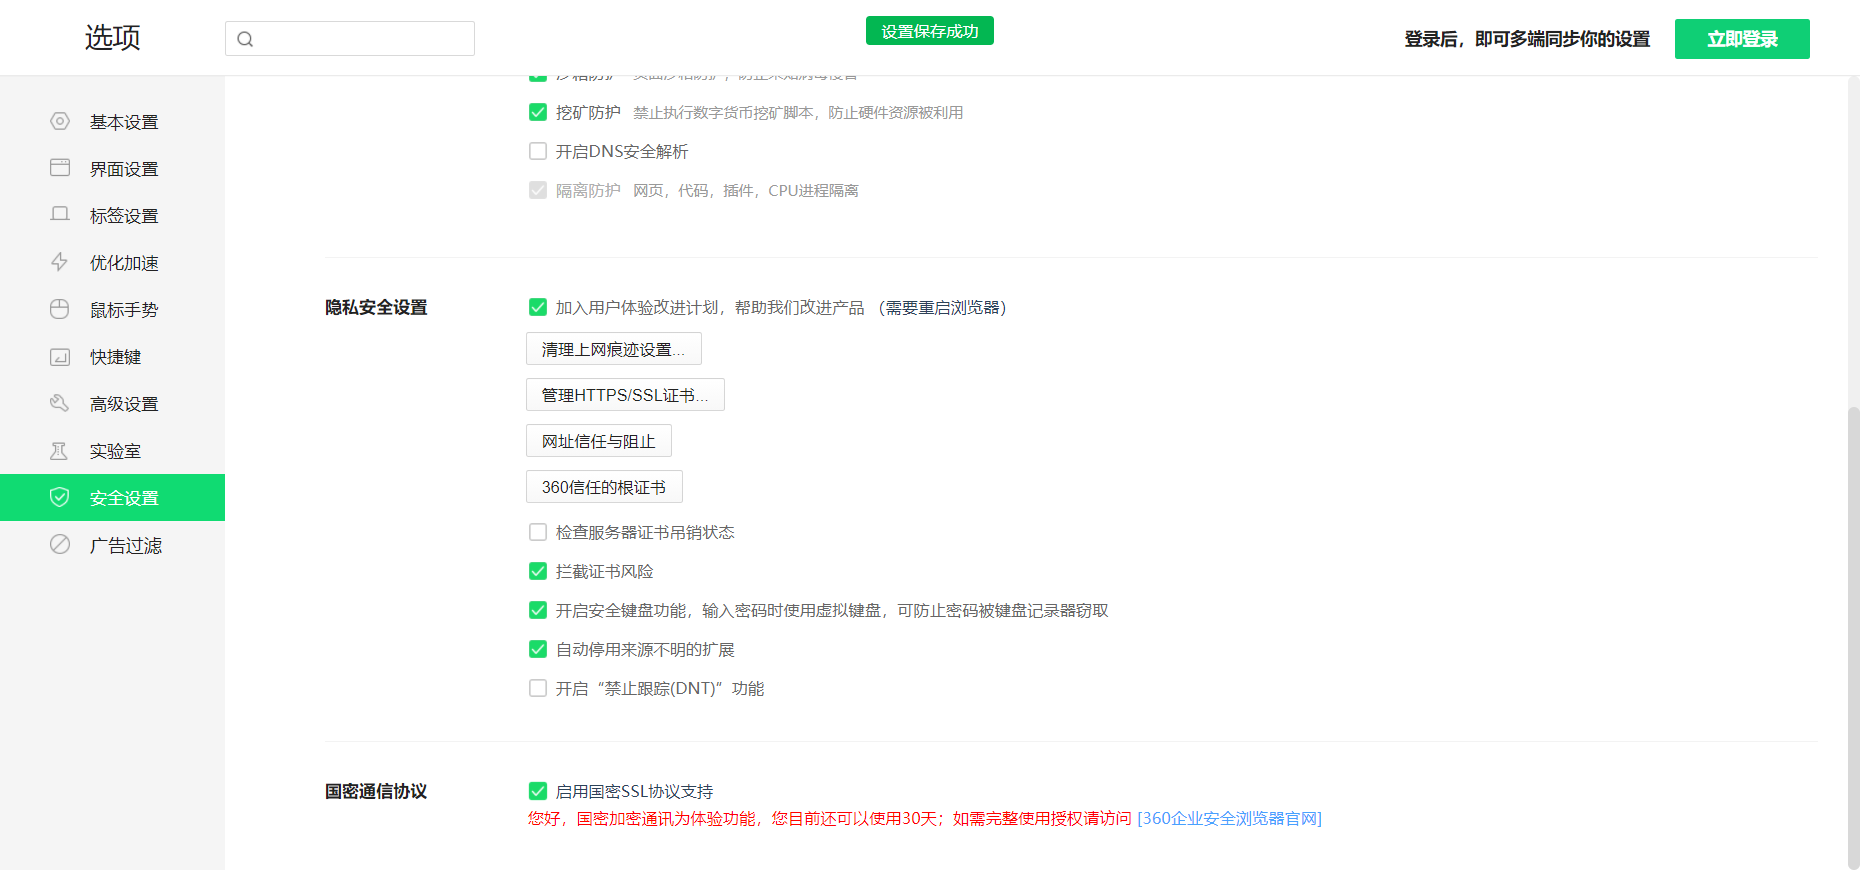 选项
设置保存成功
登录后，即可多端同步你的设置
立即登录
基本设置
界面设置
标签设置
优化加速
鼠标手势
快捷键
高级设置
实验室
安全设置
广告过滤
挖矿防护 禁止执行数字货币挖矿脚本，防止硬件资源被利用
开启DNS安全解析
隔离防护 网页，代码，插件，CPU进程隔离
隐私安全设置
加入用户体验改进计划，帮助我们改进产品 （需要重启浏览器）
清理上网痕迹设置...
管理HTTPS/SSL证书...
网址信任与阻止
360信任的根证书
检查服务器证书吊销状态
拦截证书风险
开启安全键盘功能，输入密码时使用虚拟键盘，可防止密码被键盘记录器窃取
自动停用来源不明的扩展
开启“禁止跟踪(DNT)”功能
国密通信协议
启用国密SSL协议支持
您好，国密加密通讯为体验功能，您目前还可以使用30天；如需完整使用授权请访问 [360企业安全浏览器官网]